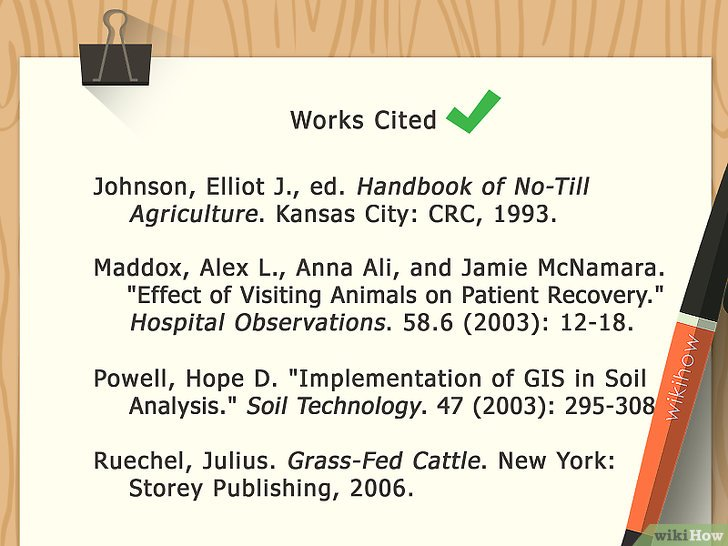 Works Cited
Johnson, Elliot J., ed. Handbook of No-Till
Agriculture. Kansas City: CRC, 1993.
Maddox, Alex L., Anna Ali, and Jamie McNamara.
"Effect of Visiting Animals on Patient Recovery."
Hospital Observations. 58.6 (2003): 12-18.
Powell, Hope D. "Implementation of GIS in Soil
Analysis." Soil Technology. 47 (2003): 295-308
Ruechel, Julius. Grass-Fed Cattle. New York:
Storey Publishing, 2006.
wikihow
wikiHow